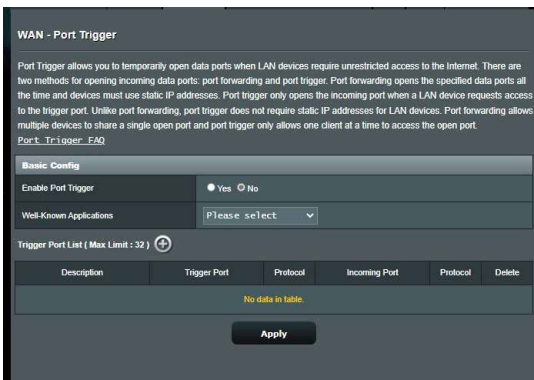 WAN - Port Trigger
Port Trigger allows you to temporarily open data ports when LAN devices require unrestricted access to the Internet. There are
two methods for opening incoming data ports: port forwarding and port trigger. Port forwarding opens the specified data ports all
the time and devices must use static IP addresses. Port trigger only opens the incoming port when a LAN device requests access
to the trigger port. Unlike port forwarding, port trigger does not require static IP addresses for LAN devices. Port forwarding allows
multiple devices to share a single open port and port trigger only allows one client at a time to access the open port.
Port Trigger FAQ
Basic Config
Enable Port Trigger Yes No
Well-Known Applications Please select
Trigger Port List ( Max Limit : 32 )
Description Trigger Port Protocol Incoming Port Protocol Delete
No data in table.
Apply